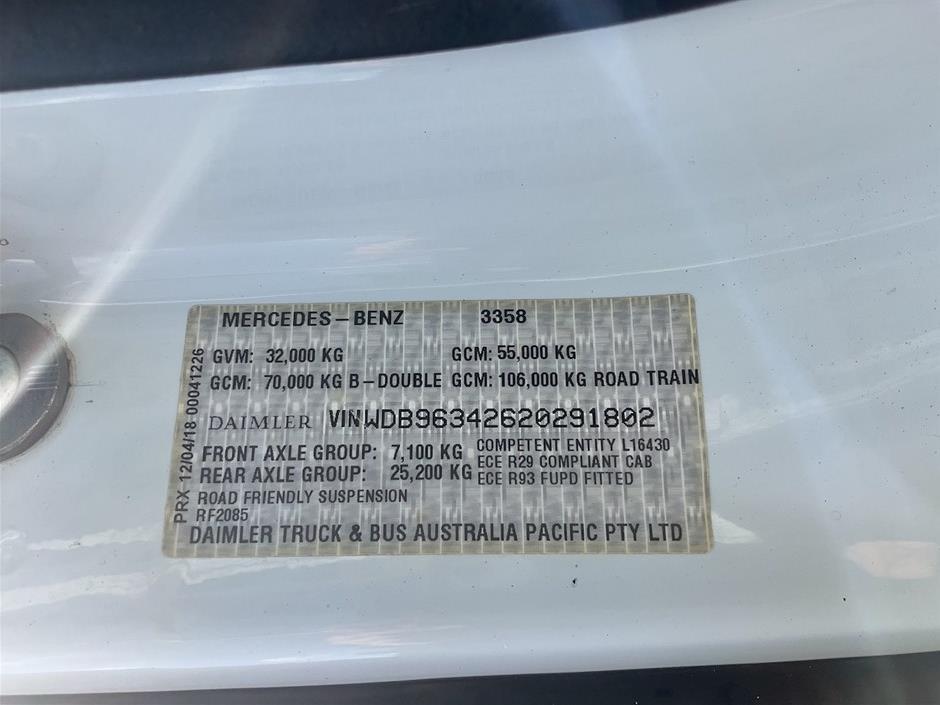 MERCEDES-BENZ 3358
GVM: 32,000 KG GCM: 55,000 KG
GCM: 70,000 KG B-DOUBLE GCM: 106,000 KG ROAD TRAIN
DAIMLER VIN WDB96342620291802
FRONT AXLE GROUP: 7,100 KG
REAR AXLE GROUP: 25,200 KG
COMPETENT ENTITY L16430
ECE R29 COMPLIANT CAB
ECE R93 FUPD FITTED
ROAD FRIENDLY SUSPENSION
RF2085
DAIMLER TRUCK & BUS AUSTRALIA PACIFIC PTY LTD
PRX 12/04/18 00041226